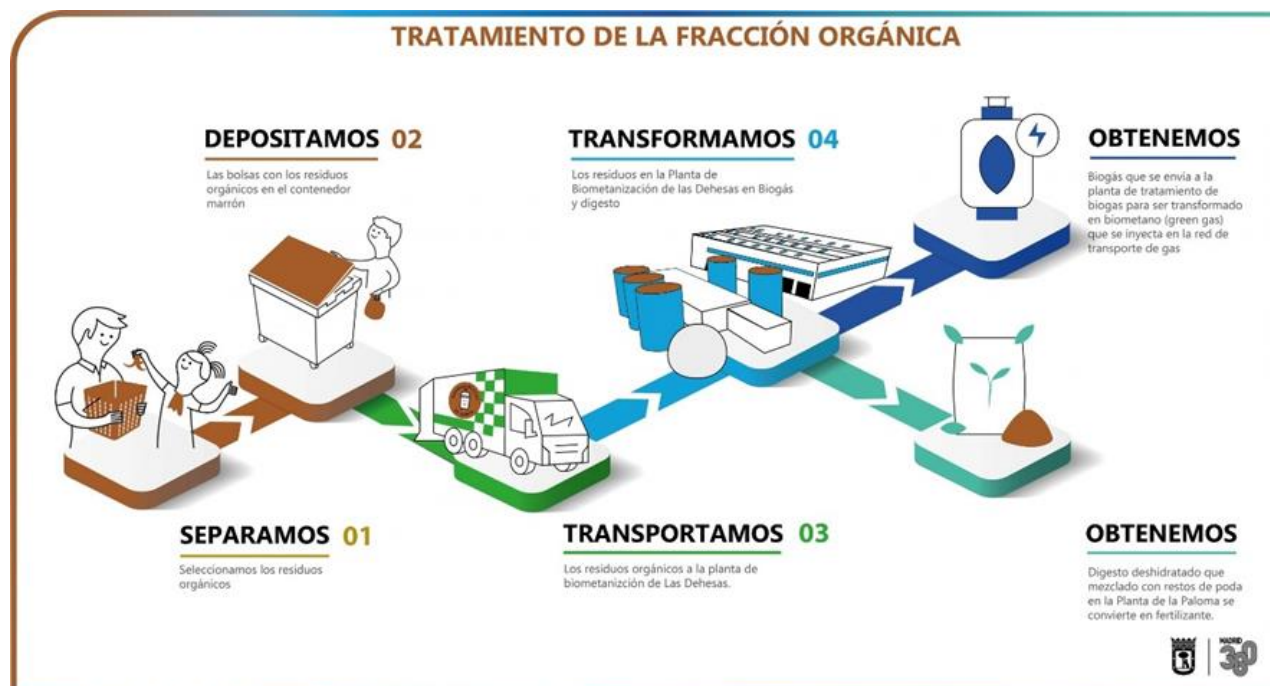 TRATAMIENTO DE LA FRACCIÓN ORGÁNICA
DEPOSITAMOS 02
Las bolsas con los residuos
orgánicos en el contenedor
marrón
TRANSFORMAMOS 04
Los residuos en la Planta de
Biometanización de las Dehesas en Biogás
y digesto
OBTENEMOS
Biogás que se envia a la
planta de tratamiento de
biogas para ser transformado
en biometano (green gas)
que se inyecta en la red de
transporte de gas
SEPARAMOS 01
Seleccionamos los residuos
orgánicos
TRANSPORTAMOS 03
Los residuos orgánicos a la planta de
biometanizción de Las Dehesas.
OBTENEMOS
Digesto deshidratado que
mezclado con restos de poda
en la Planta de la Paloma se
convierte en fertilizante.
MADRID
360